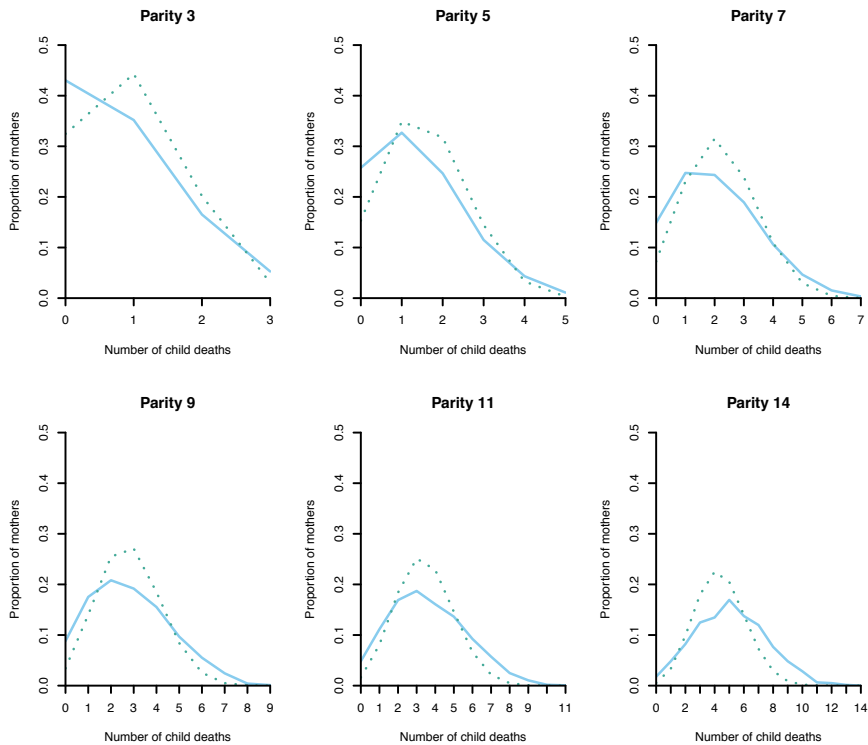 Parity 3
Proportion of mothers
0.0 0.1 0.2 0.3 0.4 0.5
0 1 2 3
Number of child deaths
Parity 5
Proportion of mothers
0.0 0.1 0.2 0.3 0.4 0.5
0 1 2 3 4 5
Number of child deaths
Parity 7
Proportion of mothers
0.0 0.1 0.2 0.3 0.4 0.5
0 1 2 3 4 5 6 7
Number of child deaths
Parity 9
Proportion of mothers
0.0 0.1 0.2 0.3 0.4 0.5
0 1 2 3 4 5 6 7 8 9
Number of child deaths
Parity 11
Proportion of mothers
0.0 0.1 0.2 0.3 0.4 0.5
0 1 2 3 4 5 6 7 8 9 11
Number of child deaths
Parity 14
Proportion of mothers
0.0 0.1 0.2 0.3 0.4 0.5
0 2 4 6 8 10 12 14
Number of child deaths